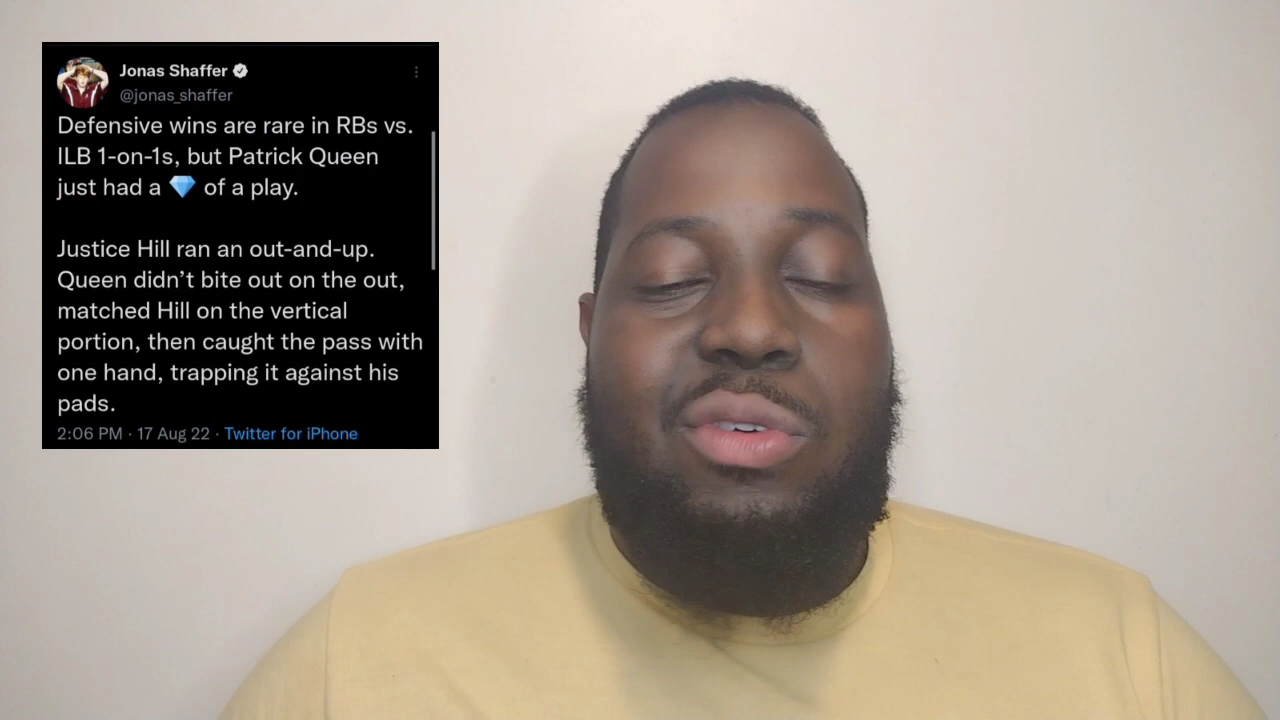 Jonas Shaffer
@jonas_shaffer
Defensive wins are rare in RBs vs.
ILB 1-on-1s, but Patrick Queen
just had a 💎 of a play.
Justice Hill ran an out-and-up.
Queen didn’t bite out on the out,
matched Hill on the vertical
portion, then caught the pass with
one hand, trapping it against his
pads.
2:06 PM · 17 Aug 22 · Twitter for iPhone